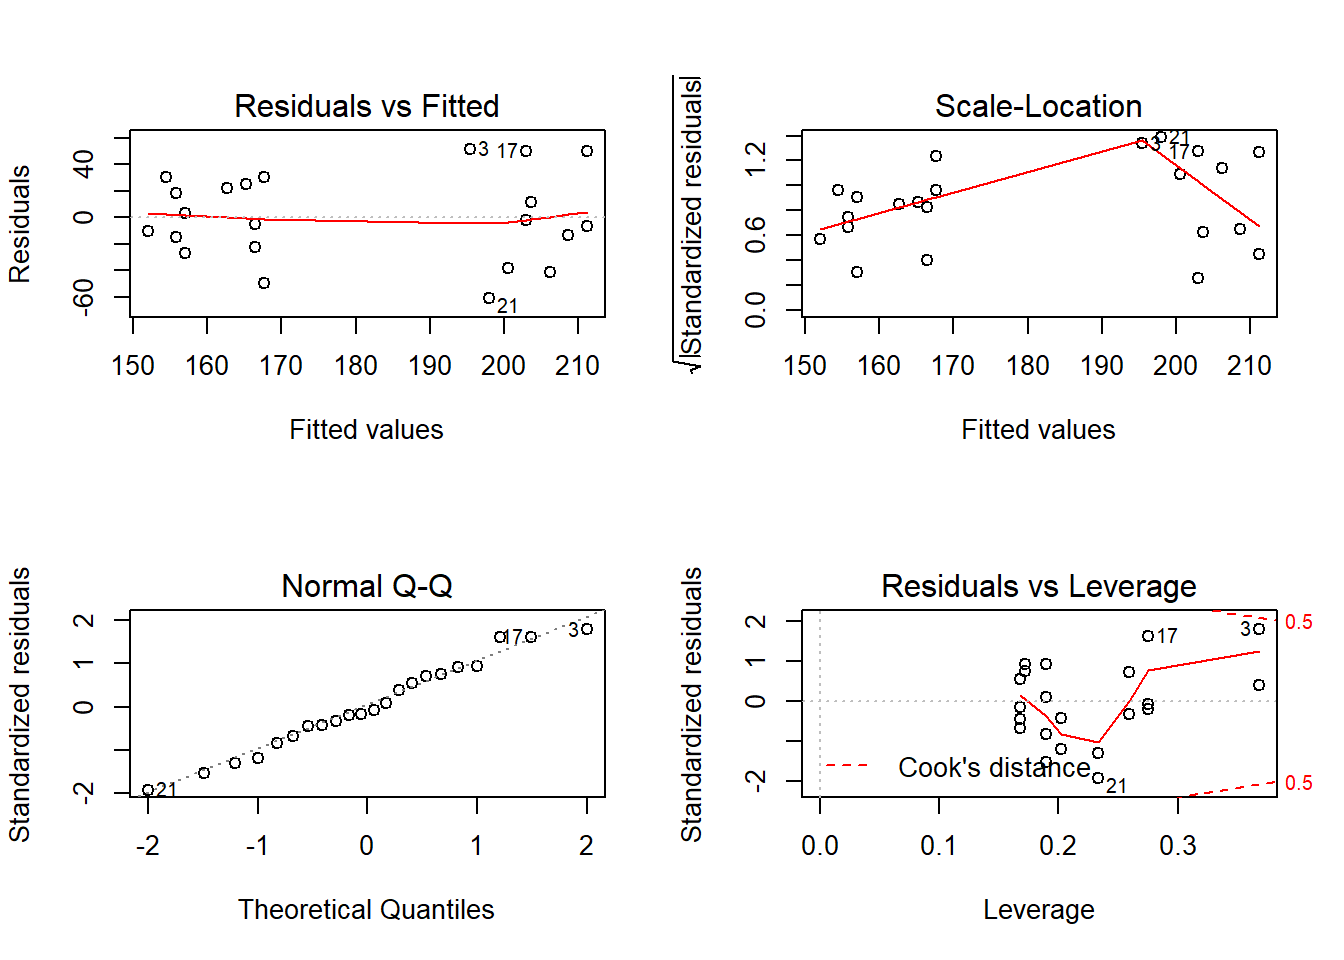 Residuals vs Fitted
Residuals
40
0
-60
3
17
21
150 160 170 180 190 200 210
Fitted values
Scale-Location
√|Standardized residuals|
1.2
0.6
0.0
3
21
17
150 160 170 180 190 200 210
Fitted values
Normal Q-Q
Standardized residuals
2
1
0
-2
17
3
21
-2 -1 0 1 2
Theoretical Quantiles
Residuals vs Leverage
Standardized residuals
2
1
0
-2
17
3
0.5
Cook's distance
21
0.5
0.0 0.1 0.2 0.3
Leverage